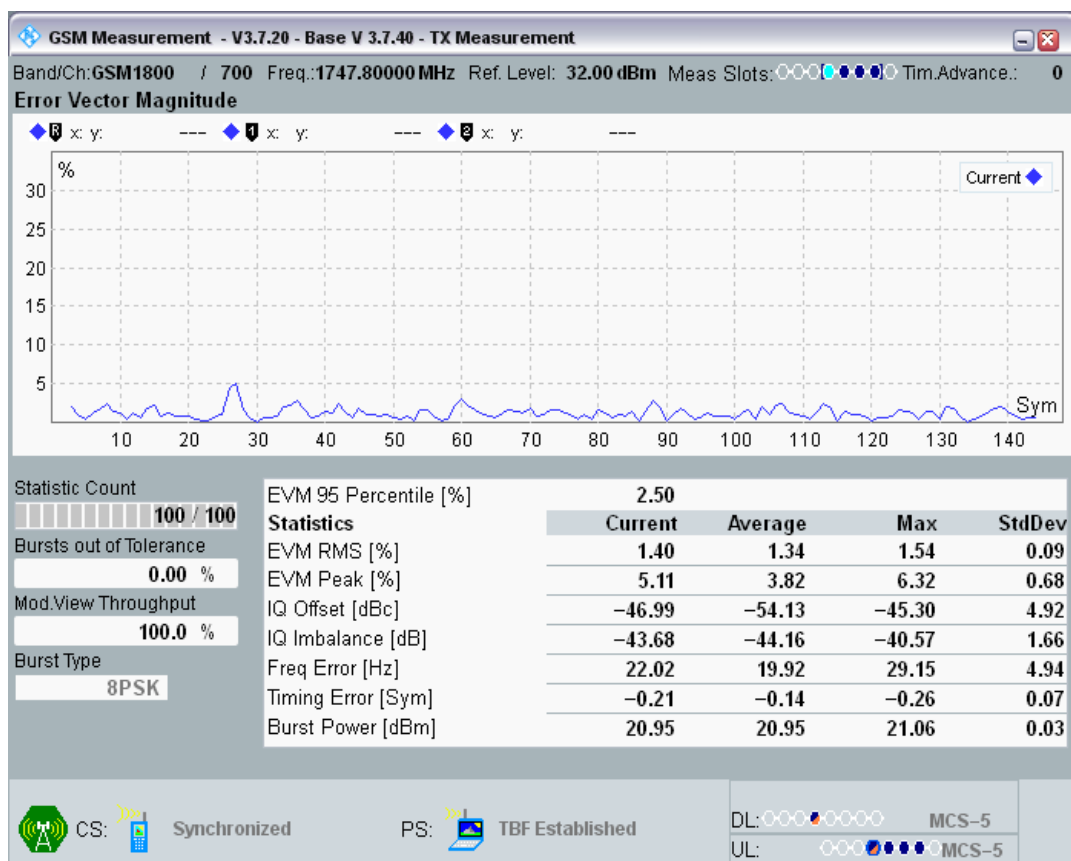 GSM Measurement - V3.7.20 - Base V 3.7.40 - TX Measurement
Band/Ch:GSM1800 / 700 Freq.:1747.80000 MHz Ref. Level: 32.00 dBm Meas Slots: Tim.Advance.: 0
Error Vector Magnitude
R x: y: --- 1 x: y: --- 2 x: y: ---
%
Current
30
25
20
15
10
5
Sym
10 20 30 40 50 60 70 80 90 100 110 120 130 140
Statistic Count
100 / 100
Bursts out of Tolerance
0.00 %
Mod.View Throughput
100.0 %
Burst Type
8PSK
EVM 95 Percentile [%] 2.50
Statistics Current Average Max StdDev
EVM RMS [%] 1.40 1.34 1.54 0.09
EVM Peak [%] 5.11 3.82 6.32 0.68
IQ Offset [dBc] −46.99 −54.13 −45.30 4.92
IQ Imbalance [dB] −43.68 −44.16 −40.57 1.66
Freq Error [Hz] 22.02 19.92 29.15 4.94
Timing Error [Sym] −0.21 −0.14 −0.26 0.07
Burst Power [dBm] 20.95 20.95 21.06 0.03
CS: Synchronized PS: TBF Established
DL: MCS−5
UL: MCS−5